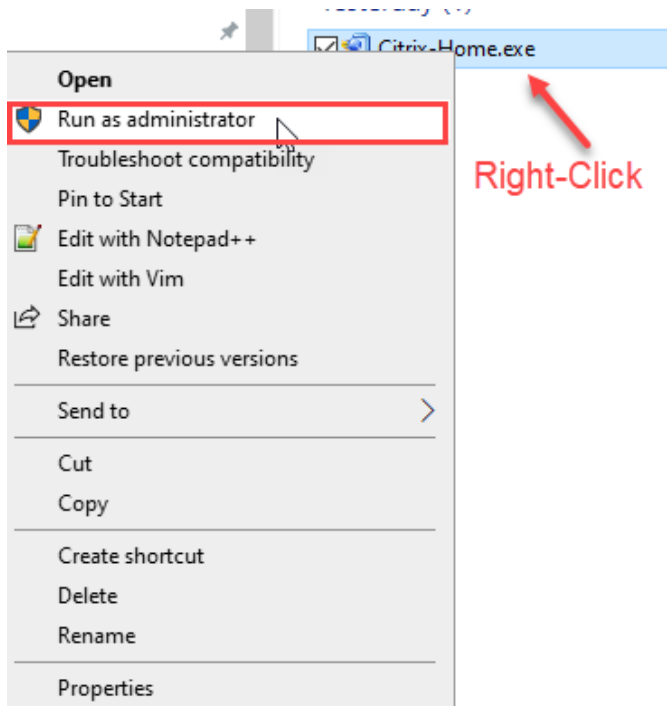 Yesterday (4)
Citrix-Home.exe
Right-Click
Open
Run as administrator
Troubleshoot compatibility
Pin to Start
Edit with Notepad++
Edit with Vim
Share
Restore previous versions
Send to
Cut
Copy
Create shortcut
Delete
Rename
Properties